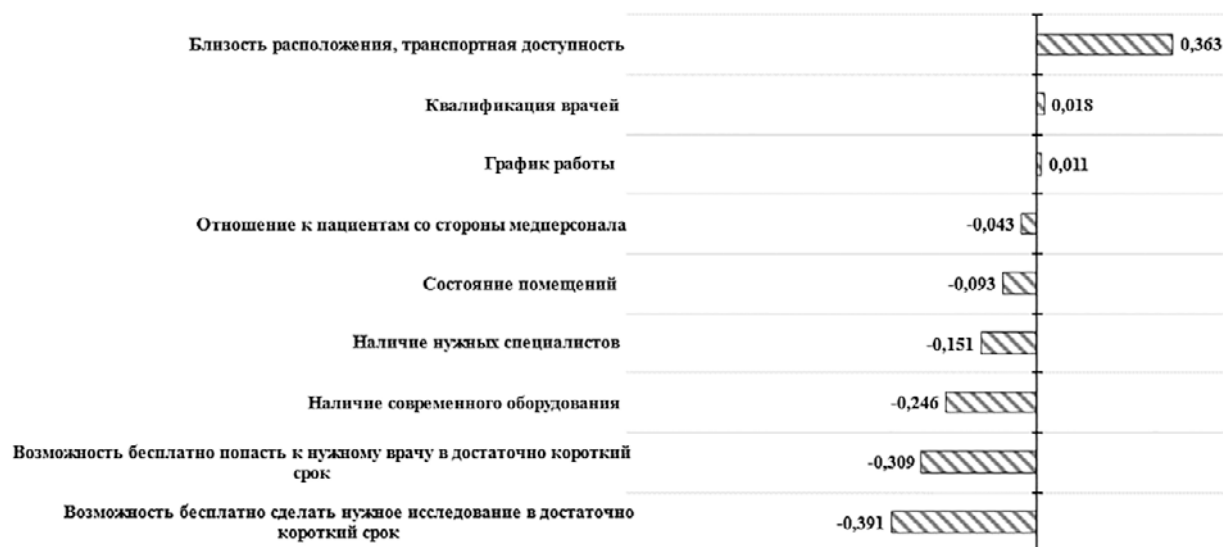 Близость расположения, транспортная доступность
0,363
Квалификация врачей
0,018
График работы
0,011
Отношение к пациентам со стороны медперсонала
-0,043
Состояние помещений
-0,093
Наличие нужных специалистов
-0,151
Наличие современного оборудования
-0,246
Возможность бесплатно попасть к нужному врачу в достаточно короткий
срок
-0,309
Возможность бесплатно сделать нужное исследование в достаточно
короткий срок
-0,391